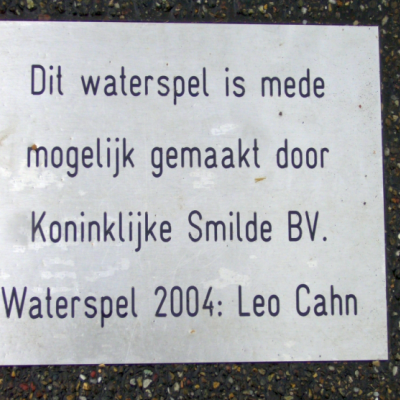 Dit waterspel is mede
mogelijk gemaakt door
Koninklijke Smilde BV.
Waterspel 2004: Leo Cahn